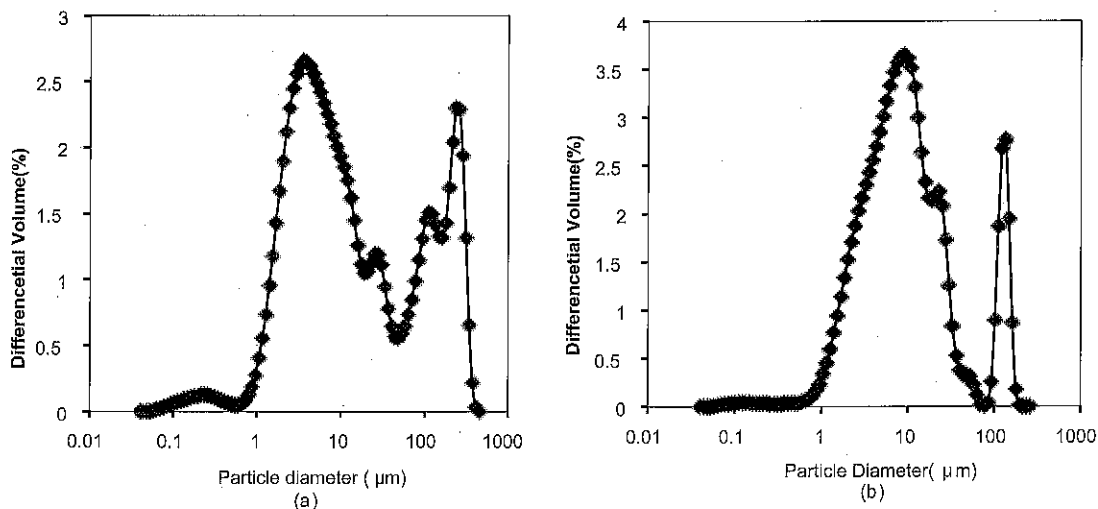 3
2.5
2
1.5
1
0.5
0
0.01 0.1 1 10 100 1000
Differencetial Volume(%)
Particle diameter ( µm)
(a)
4
3.5
3
2.5
2
1.5
1
0.5
0
0.01 0.1 1 10 100 1000
Differencetial Volume(%)
Particle Diameter( µm)
(b)